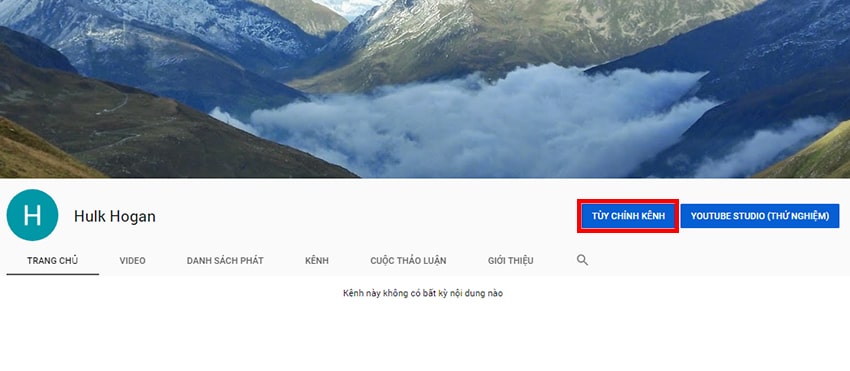 H
Hulk Hogan
TÙY CHỈNH KÊNH
YOUTUBE STUDIO (THỬ NGHIỆM)
TRANG CHỦ
VIDEO
DANH SÁCH PHÁT
KÊNH
CUỘC THẢO LUẬN
GIỚI THIỆU
Kênh này không có bất kỳ nội dung nào